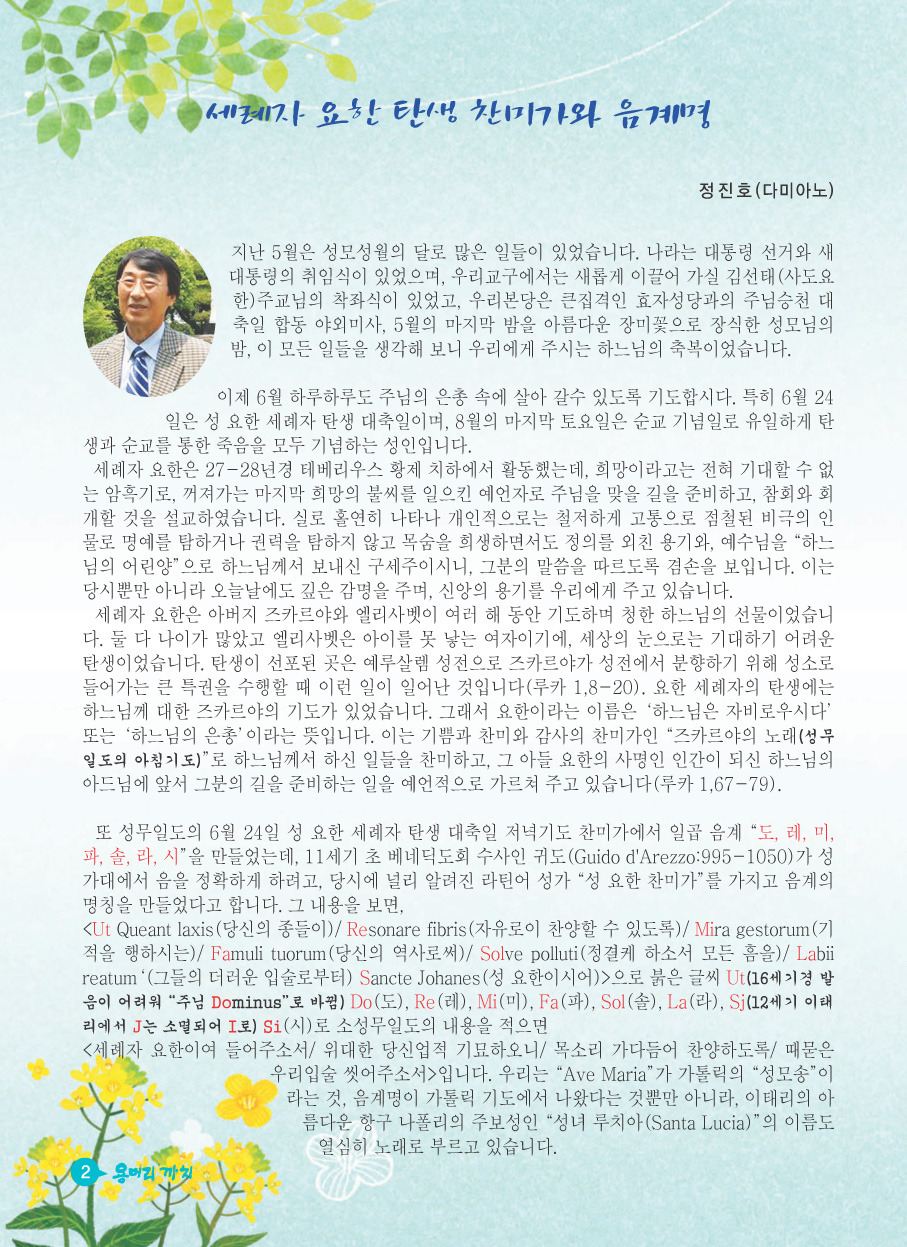 세례자 요한 탄생 찬미가와 음계명
정진호(다미아노)
지난 5월은 성모성월의 달로 많은 일들이 있었습니다. 나라는 대통령 선거와 새
대통령의 취임식이 있었으며, 우리교구에서는 새롭게 이끌어 가실 김선태(사도요
한)주교님의 착좌식이 있었고, 우리본당은 큰집격인 효자성당과의 주님승천 대
축일 합동 야외미사, 5월의 마지막 밤을 아름다운 장미꽃으로 장식한 성모님의
밤, 이 모든 일들을 생각해 보니 우리에게 주시는 하느님의 축복이었습니다.
이제 6월 하루하루도 주님의 은총 속에 살아 갈수 있도록 기도합시다. 특히 6월 24
일은 성 요한 세례자 탄생 대축일이며, 8월의 마지막 토요일은 순교 기념일로 유일하게 탄
생과 순교를 통한 죽음을 모두 기념하는 성인입니다.
세례자 요한은 27-28년경 테베리우스 황제 치하에서 활동했는데, 희망이라고는 전혀 기대할 수 없
는 암흑기로, 꺼져가는 마지막 희망의 불씨를 일으킨 예언자로 주님을 맞을 길을 준비하고, 참회와 회
개할 것을 설교하였습니다. 실로 홀연히 나타나 개인적으로는 철저하게 고통으로 점철된 비극의 인
물로 명예를 탐하거나 권력을 탐하지 않고 목숨을 희생하면서도 정의를 외친 용기와, 예수님을 “하느
님의 어린양”으로 하느님께서 보내신 구세주이시니, 그분의 말씀을 따르도록 겸손을 보입니다. 이는
당시뿐만 아니라 오늘날에도 깊은 감명을 주며, 신앙의 용기를 우리에게 주고 있습니다.
세례자 요한은 아버지 즈카르야와 엘리사벳이 여러 해 동안 기도하며 청한 하느님의 선물이었습니
다. 둘 다 나이가 많았고 엘리사벳은 아이를 못 낳는 여자이기에, 세상의 눈으로는 기대하기 어려운
탄생이었습니다. 탄생이 선포된 곳은 예루살렘 성전으로 즈카르야가 성전에서 분향하기 위해 성소로
들어가는 큰 특권을 수행할 때 이런 일이 일어난 것입니다(루카 1,8-20). 요한 세례자의 탄생에는
하느님께 대한 즈카르야의 기도가 있었습니다. 그래서 요한이라는 이름은 ‘하느님은 자비로우시다’
또는 ‘하느님의 은총’이라는 뜻입니다. 이는 기쁨과 찬미와 감사의 찬미가인 “즈카르야의 노래(성무
일도의 아침기도)”로 하느님께서 하신 일들을 찬미하고, 그 아들 요한의 사명인 인간이 되신 하느님의
아드님에 앞서 그분의 길을 준비하는 일을 예언적으로 가르쳐 주고 있습니다(루카 1,67-79).
또 성무일도의 6월 24일 성 요한 세례자 탄생 대축일 저녁기도 찬미가에서 일곱 음계 “도, 레, 미,
파, 솔, 라, 시”을 만들었는데, 11세기 초 베네딕도회 수사인 귀도(Guido d'Arezzo:995-1050)가 성
가대에서 음을 정확하게 하려고, 당시에 널리 알려진 라틴어 성가 “성 요한 찬미가”를 가지고 음계의
명칭을 만들었다고 합니다. 그 내용을 보면,
<Ut Queant laxis(당신의 종들이)/ Resonare fibris(자유로이 찬양할 수 있도록)/ Mira gestorum(기
적을 행하시는)/ Famuli tuorum(당신의 역사로써)/ Solve polluti(정결케 하소서 모든 흠을)/ Labii
reatum‘(그들의 더러운 입술로부터) Sancte Johanes(성 요한이시어)>으로 붉은 글씨 Ut(16세기경 발
음이 어려워 “주님 Dominus”로 바뀜) Do(도), Re(레), Mi(미), Fa(파), Sol(솔), La(라), Sj(12세기 이태
리에서 J는 소멸되어 I로) Si(시)로 소성무일도의 내용을 적으면
<세례자 요한이여 들어주소서/ 위대한 당신업적 기묘하오니/ 목소리 가다듬어 찬양하도록/ 때묻은
우리입술 씻어주소서>입니다. 우리는 “Ave Maria”가 가톨릭의 “성모송”이
라는 것, 음계명이 가톨릭 기도에서 나왔다는 것뿐만 아니라, 이태리의 아
름다운 항구 나폴리의 주보성인 “성녀 루치아(Santa Lucia)”의 이름도
열심히 노래로 부르고 있습니다.
2 용머리 까치